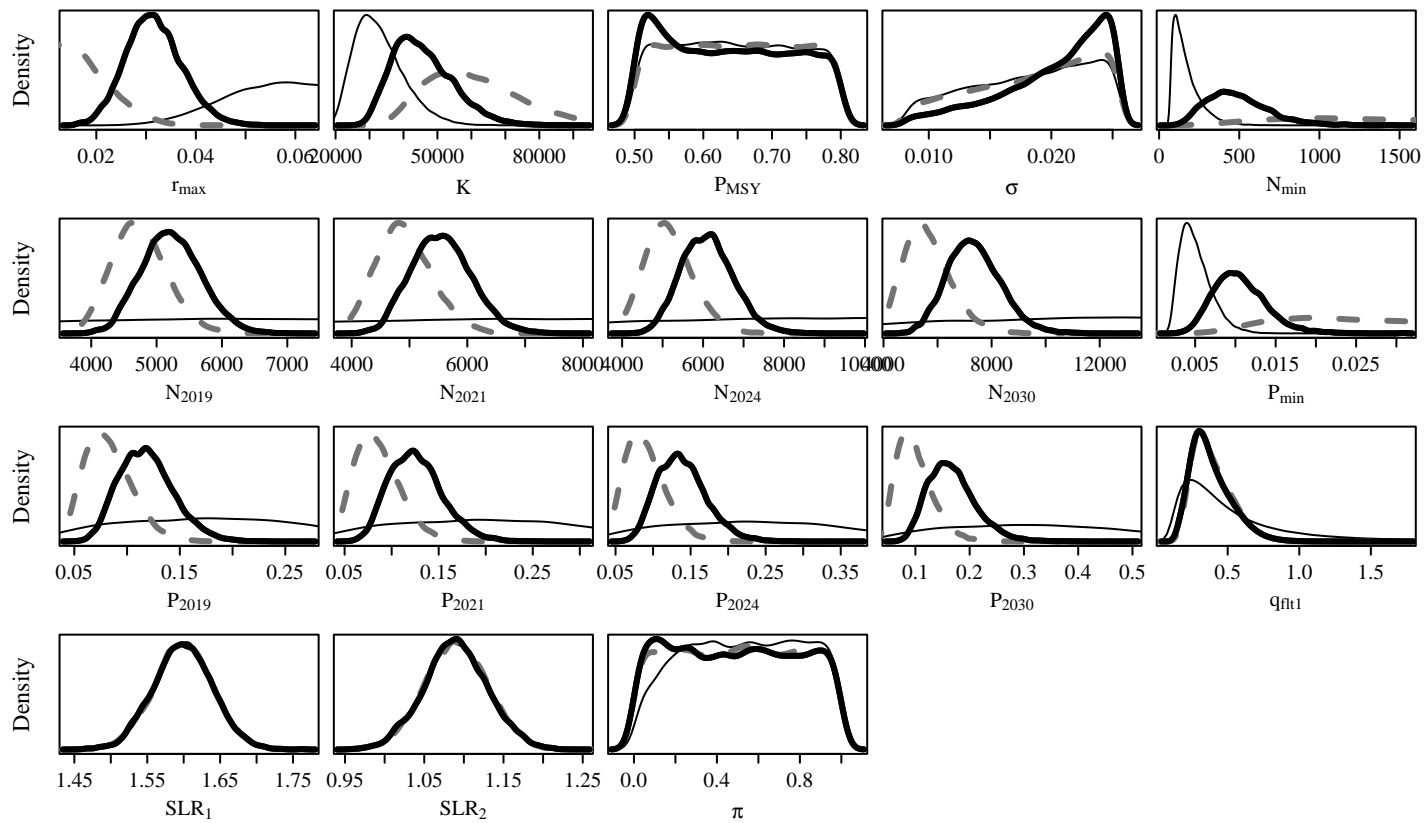 Density
0.02 0.04 0.06
r_max
20000 50000 80000
K
0.50 0.60 0.70 0.80
P_MSY
0.010 0.020
σ
0 500 1000 1500
N_min
Density
4000 5000 6000 7000
N_2019
4000 6000 8000
N_2021
4000 6000 8000 10000
N_2024
4000 8000 12000
N_2030
0.005 0.015 0.025
P_min
Density
0.05 0.15 0.25
P_2019
0.05 0.15 0.25
P_2021
0.05 0.15 0.25 0.35
P_2024
0.1 0.2 0.3 0.4 0.5
P_2030
0.5 1.0 1.5
q_flt1
Density
1.45 1.55 1.65 1.75
SLR_1
0.95 1.05 1.15 1.25
SLR_2
0.0 0.4 0.8
π